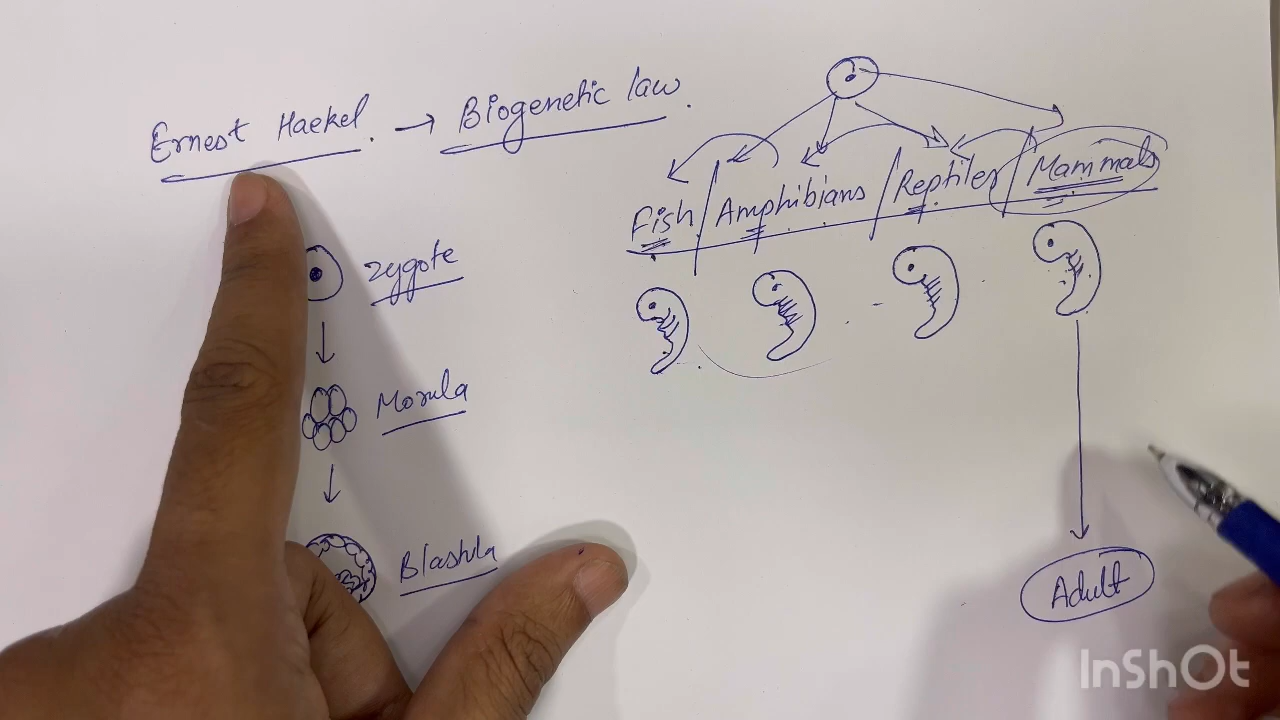 Ernest Haekel. → Biogenetic law.
Fish / Amphibians / Reptiles / Mammals
Zygote
Morula
Blastula
Adult
InShOt